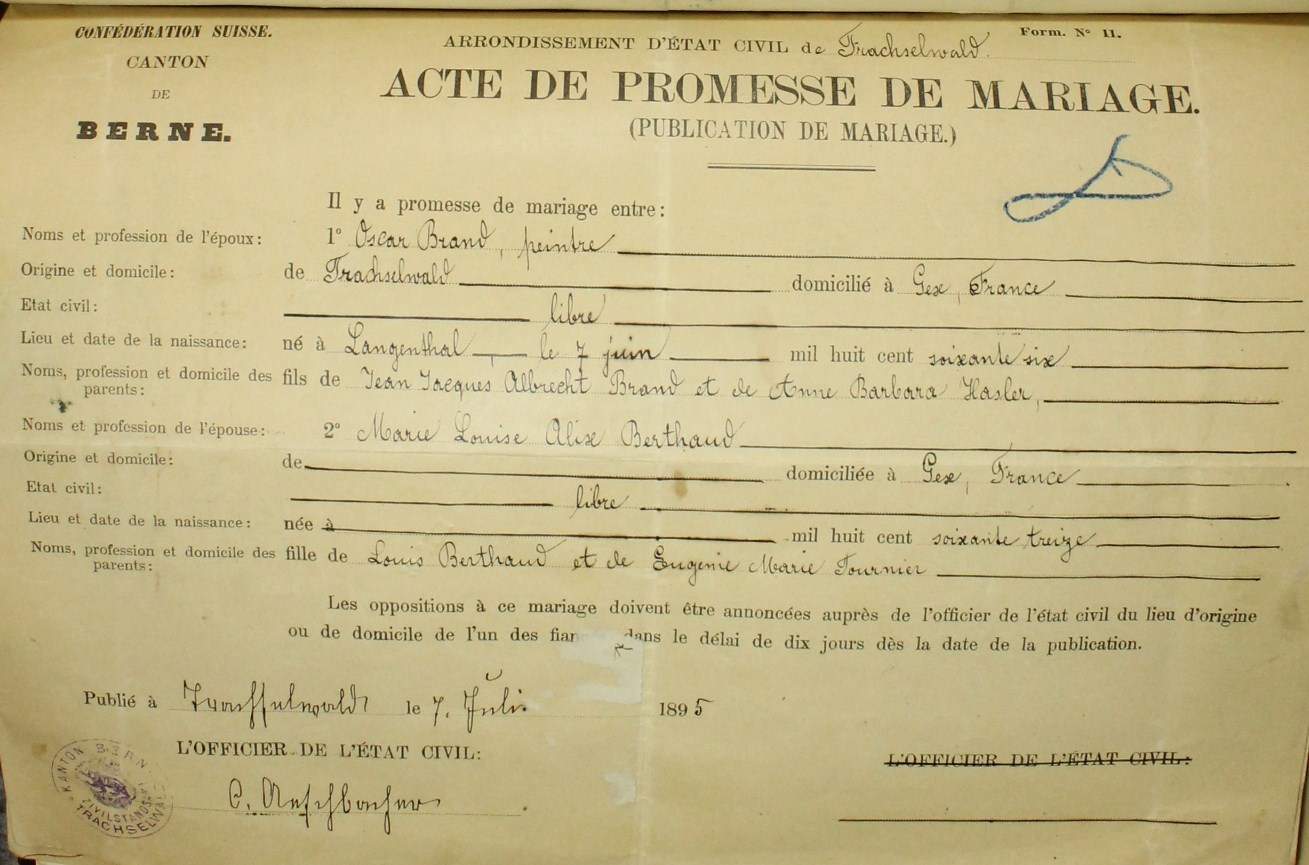 CONFÉDÉRATION SUISSE.
CANTON
DE
BERNE.
Form. N° 11.
ARRONDISSEMENT D'ÉTAT CIVIL de Trachselwald.
ACTE DE PROMESSE DE MARIAGE.
(PUBLICATION DE MARIAGE.)
Il y a promesse de mariage entre:
Noms et profession de l'époux: 1° Oscar Brand, peintre
Origine et domicile: de Trachselwald domicilié à Gex, France
Etat civil: libre
Lieu et date de la naissance: né à Langenthal, le 7 juin mil huit cent soixante six
Noms, profession et domicile des parents: fils de Jean Jacques Albrecht Brand et de Anne Barbara Hasler,
Noms et profession de l'épouse: 2° Marie Louise Alix Berthaud
Origine et domicile: de domiciliée à Gex, France
Etat civil: libre
Lieu et date de la naissance: née à mil huit cent soixante treize
Noms, profession et domicile des parents: fille de Louis Berthaud et de Eugenie Marie Tournier
Les oppositions à ce mariage doivent être annoncées auprès de l'officier de l'état civil du lieu d'origine
ou de domicile de l'un des fian dans le délai de dix jours dès la date de la publication.
Publié à Trachselwald le 7. Juli. 1895
L'OFFICIER DE L'ÉTAT CIVIL: L'OFFICIER DE L'ÉTAT CIVIL:
C. Aeschbacher
KANTON BERN
ZIVILSTANDSAMT
TRACHSELWALD